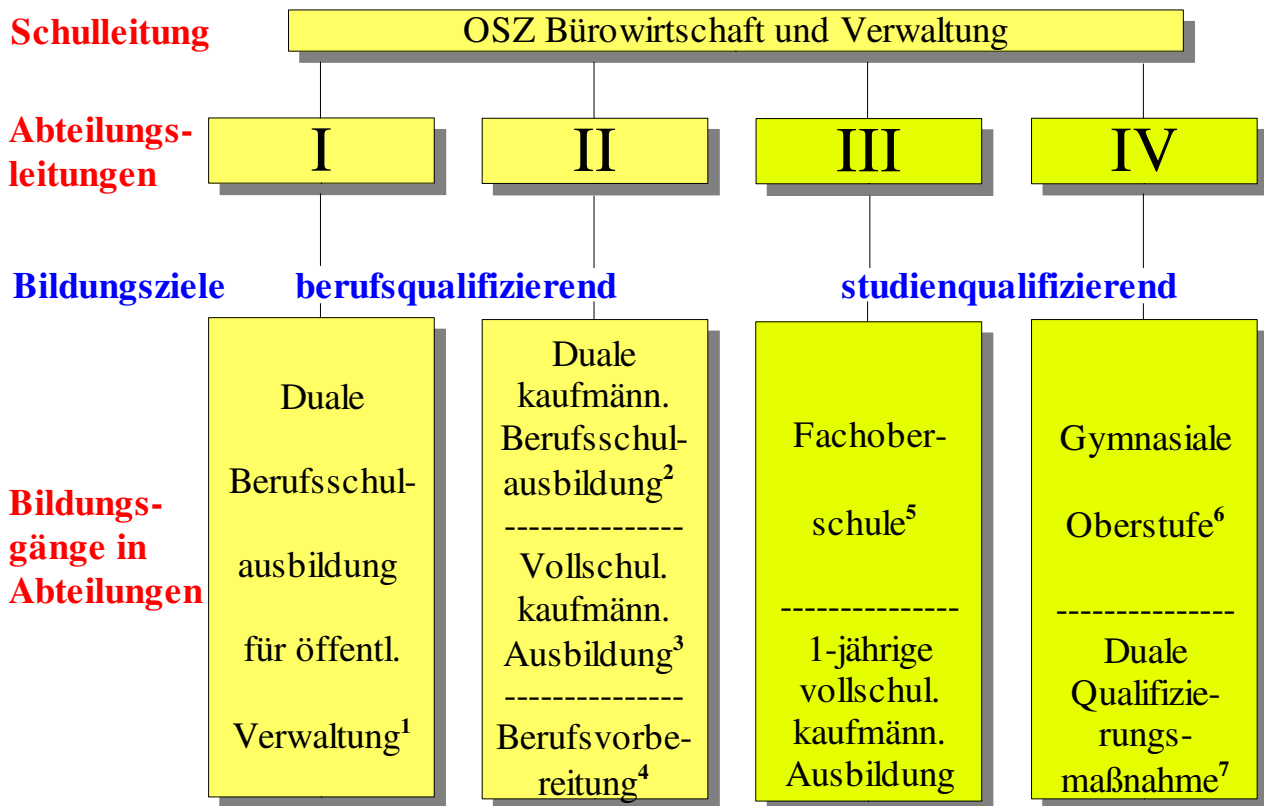 Schulleitung
OSZ Bürowirtschaft und Verwaltung
Abteilungs-
leitungen
I
II
III
IV
Bildungsziele
berufsqualifizierend
studienqualifizierend
Bildungs-
gänge in
Abteilungen
Duale
Berufsschul-
ausbildung
für öffentl.
Verwaltung¹
Duale
kaufmänn.
Berufsschul-
ausbildung²
---------------
Vollschul.
kaufmänn.
Ausbildung³
---------------
Berufsvorbe-
reitung⁴
Fachober-
schule⁵
---------------
1-jährige
vollschul.
kaufmänn.
Ausbildung
Gymnasiale
Oberstufe⁶
---------------
Duale
Qualifizie-
rungs-
maßnahme⁷